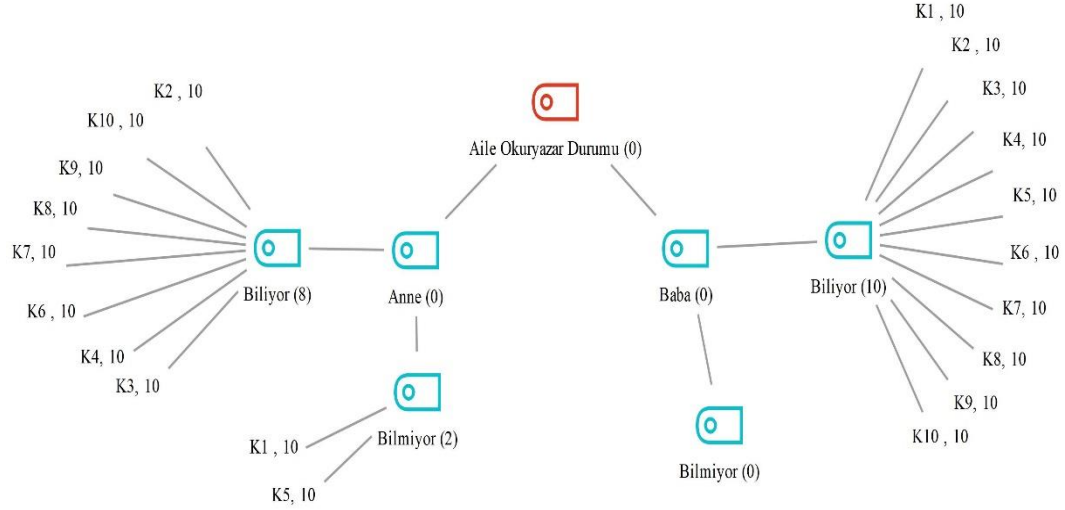 Aile Okuryazar Durumu (0)
Anne (0)
Biliyor (8)
K2 , 10
K10 , 10
K9, 10
K8, 10
K7, 10
K6 , 10
K4, 10
K3, 10
Bilmiyor (2)
K1 , 10
K5, 10
Baba (0)
Biliyor (10)
K1 , 10
K2 , 10
K3, 10
K4, 10
K5, 10
K6 , 10
K7, 10
K8, 10
K9, 10
K10 , 10
Bilmiyor (0)